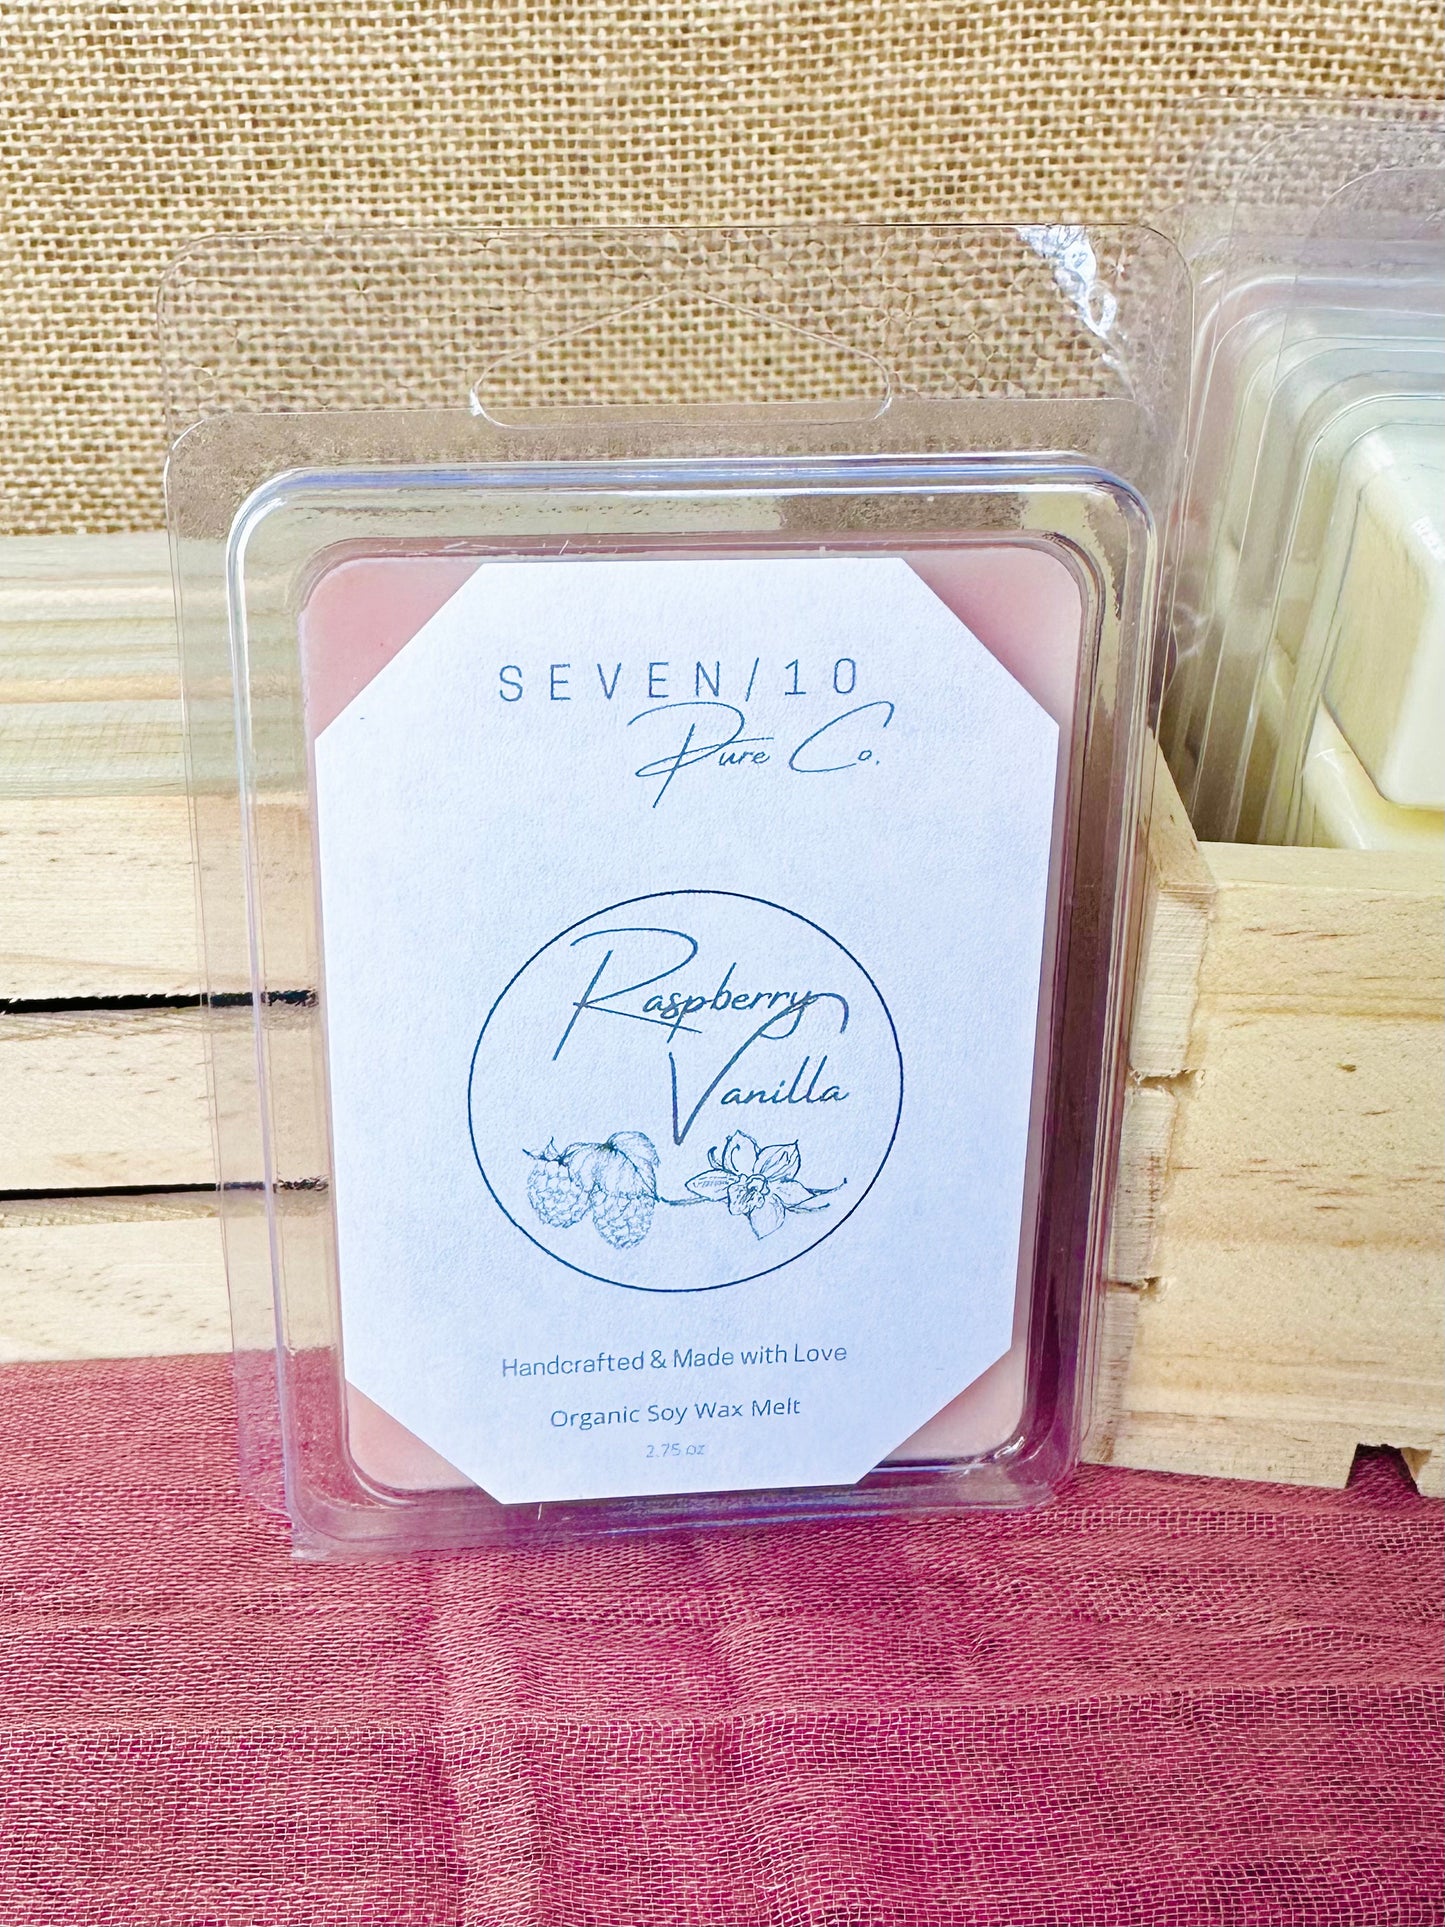 SEVEN/10
Pure Co.
Raspberry
Vanilla
Handcrafted & Made with Love
Organic Soy Wax Melt
2.75 oz